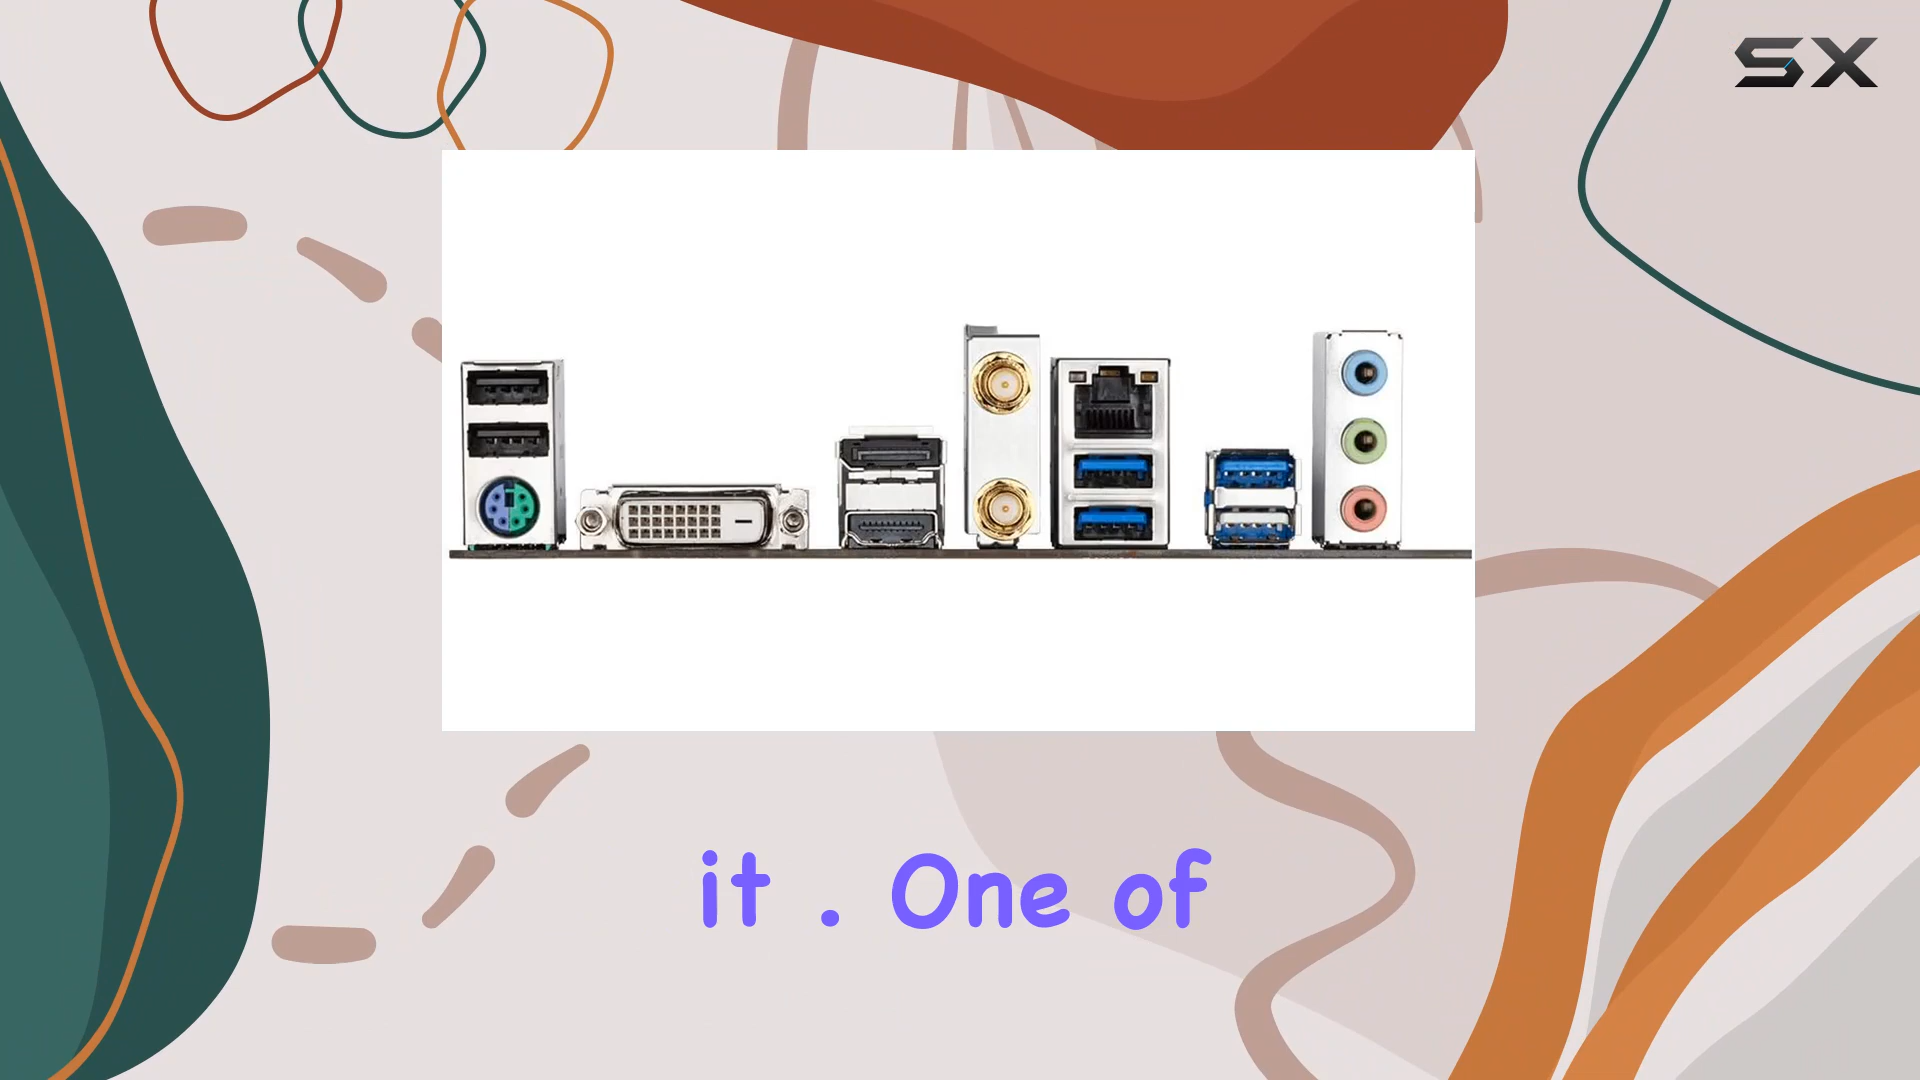 SX
it . One of